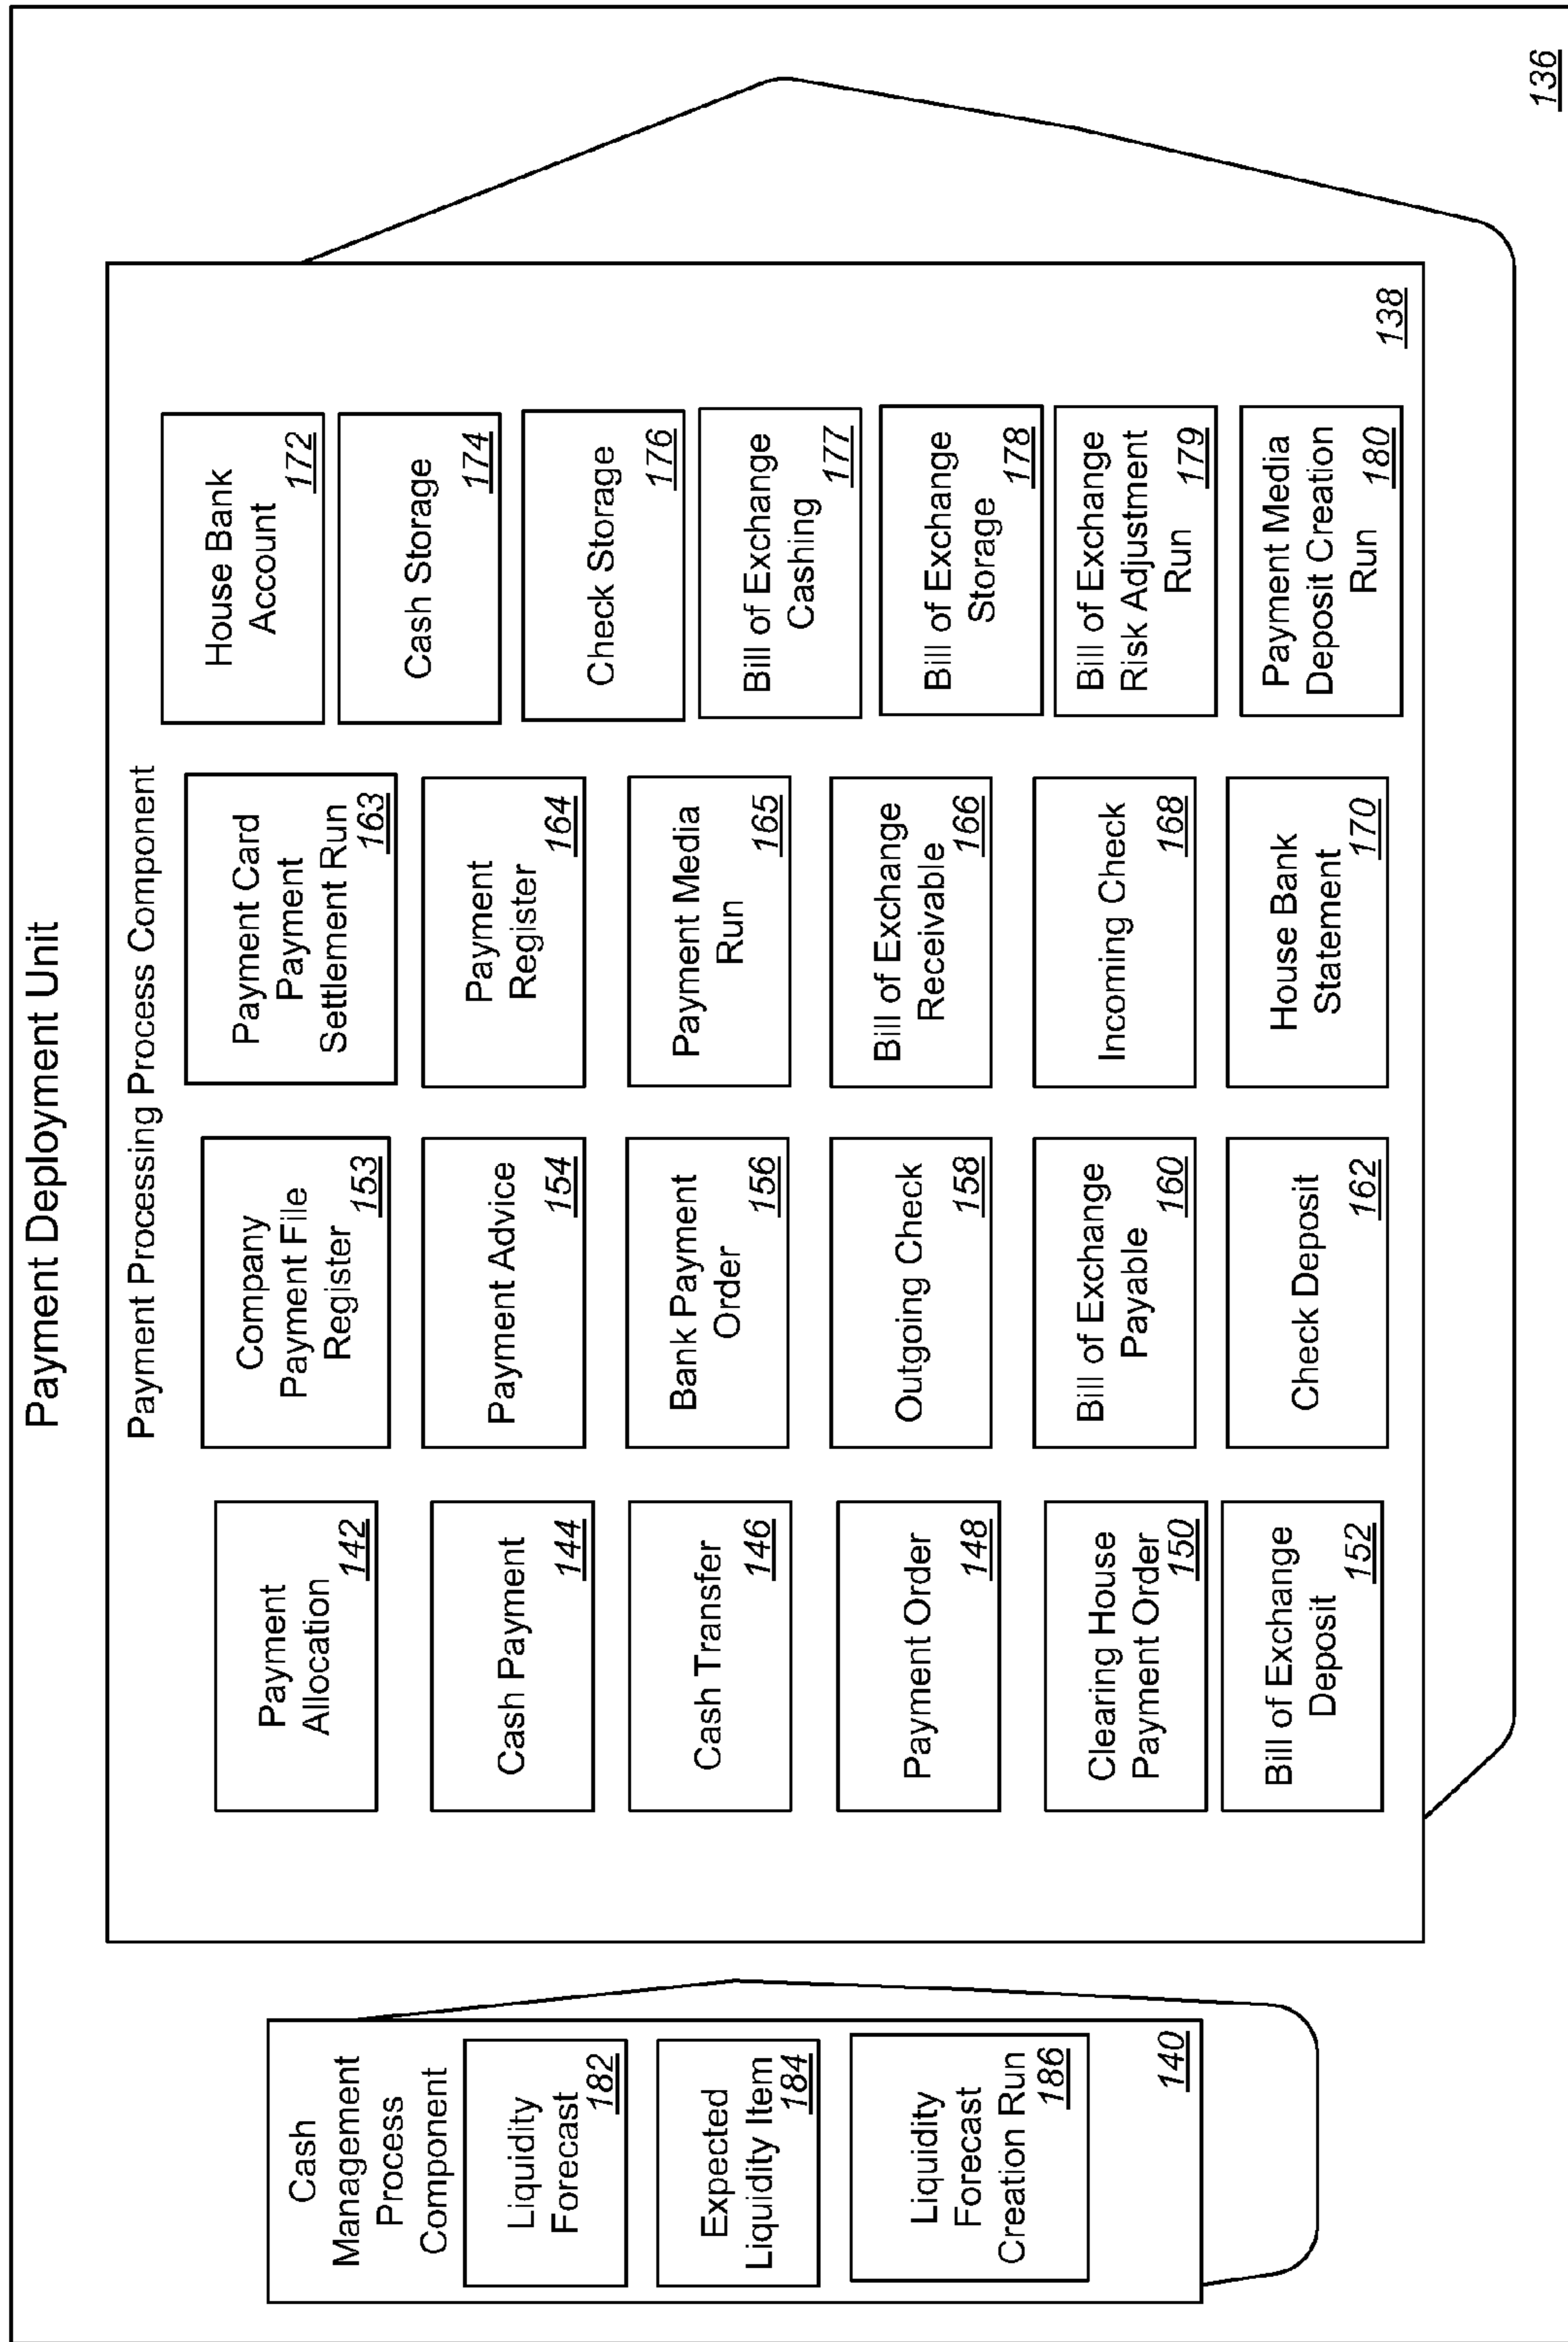 Payment Deployment Unit
Cash
Management
Process
Component
Liquidity
Forecast
182
Expected
Liquidity Item
184
Liquidity
Forecast
Creation Run
186
140
Payment Processing Process Component
Payment
Allocation
142
Cash Payment
144
Cash Transfer
146
Payment Order
148
Clearing House
Payment Order
150
Bill of Exchange
Deposit
152
Company
Payment File
Register
153
Payment Advice
154
Bank Payment
Order
156
Outgoing Check
158
Bill of Exchange
Payable
160
Check Deposit
162
Payment Card
Payment
Settlement Run
163
Payment
Register
164
Payment Media
Run
165
Bill of Exchange
Receivable
166
Incoming Check
168
House Bank
Statement
170
House Bank
Account
172
Cash Storage
174
Check Storage
176
Bill of Exchange
Cashing
177
Bill of Exchange
Storage
178
Bill of Exchange
Risk Adjustment
Run
179
Payment Media
Deposit Creation
Run
180
138
136